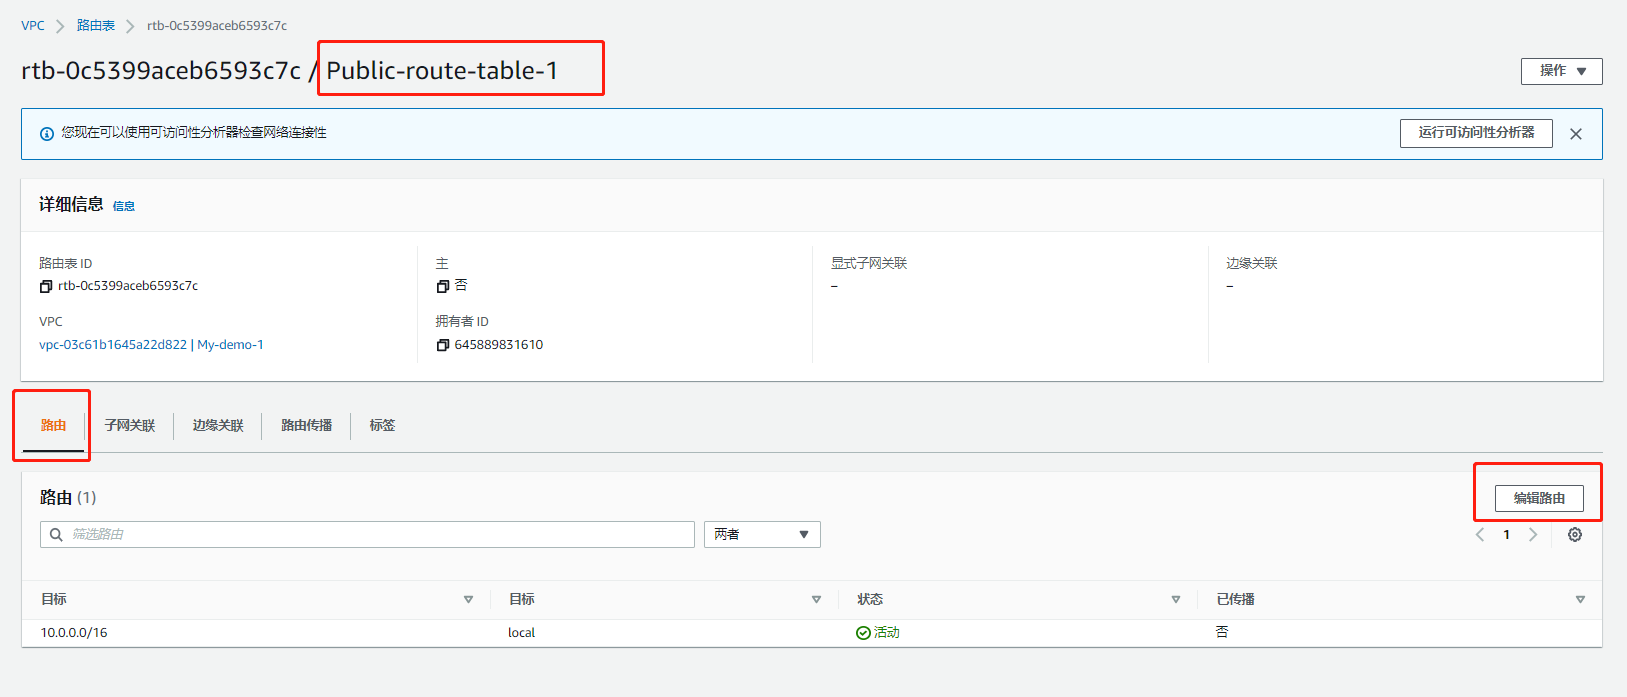 VPC 路由表 rtb-0c5399aceb6593c7c
rtb-0c5399aceb6593c7c / Public-route-table-1
操作
您现在可以使用可访问性分析器检查网络连接性
运行可访问性分析器
详细信息 信息
路由表 ID
rtb-0c5399aceb6593c7c
主
否
显式子网关联
–
边缘关联
–
VPC
vpc-03c61b1645a22d822 | My-demo-1
拥有者 ID
645889831610
路由 子网关联 边缘关联 路由传播 标签
路由 (1)
编辑路由
筛选路由
两者
1
目标 目标 状态 已传播
10.0.0.0/16 local 活动 否